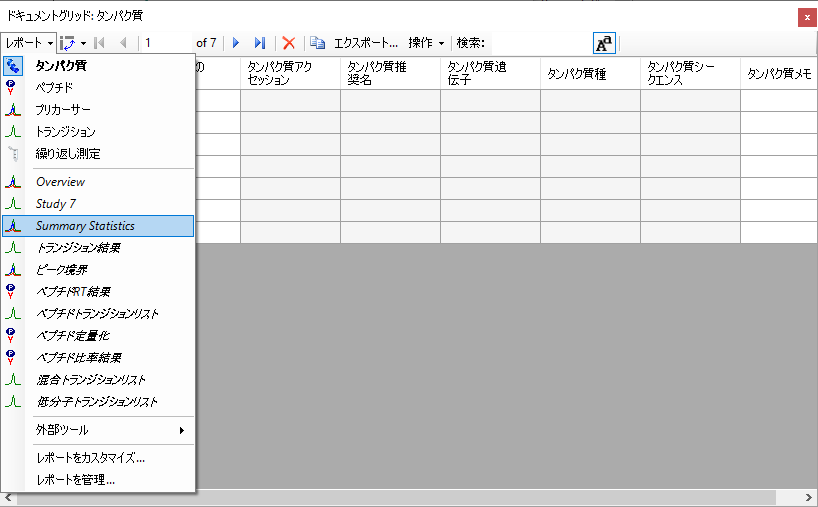 ドキュメントグリッド: タンパク質
レポート 1 of 7 エクスポート... 操作 検索: Aa
の タンパク質アクセッション タンパク質推奨名 タンパク質遺伝子 タンパク質種 タンパク質シークエンス タンパク質メモ
タンパク質
ペプチド
プリカーサー
トランジション
繰り返し測定
Overview
Study 7
Summary Statistics
トランジション結果
ピーク境界
ペプチドRT結果
ペプチドトランジションリスト
ペプチド定量化
ペプチド比率結果
混合トランジションリスト
低分子トランジションリスト
外部ツール
レポートをカスタマイズ...
レポートを管理...